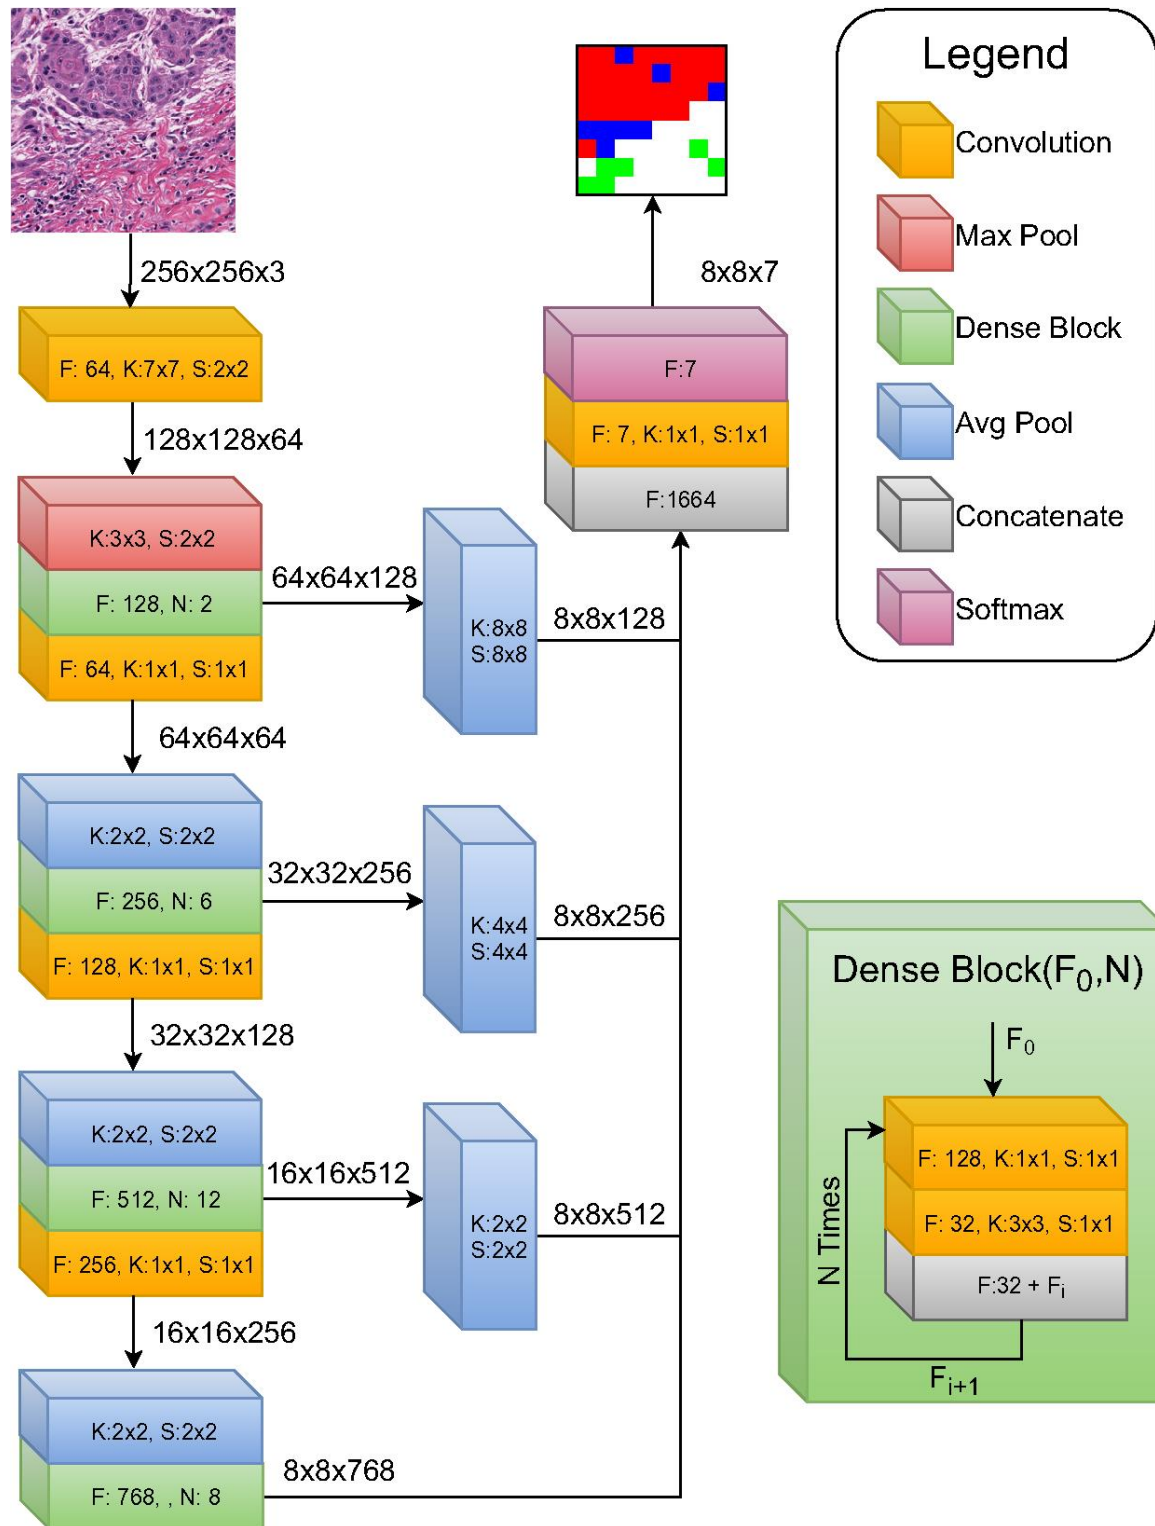 256x256x3
F: 64, K:7x7, S:2x2
128x128x64
K:3x3, S:2x2
F: 128, N: 2
F: 64, K:1x1, S:1x1
64x64x128
K:8x8
S:8x8
8x8x128
64x64x64
K:2x2, S:2x2
F: 256, N: 6
F: 128, K:1x1, S:1x1
32x32x256
K:4x4
S:4x4
8x8x256
32x32x128
K:2x2, S:2x2
F: 512, N: 12
F: 256, K:1x1, S:1x1
16x16x512
K:2x2
S:2x2
8x8x512
16x16x256
K:2x2, S:2x2
F: 768, , N: 8
8x8x768
8x8x7
F:7
F: 7, K:1x1, S:1x1
F:1664
Legend
Convolution
Max Pool
Dense Block
Avg Pool
Concatenate
Softmax
Dense Block(F₀,N)
F₀
F: 128, K:1x1, S:1x1
F: 32, K:3x3, S:1x1
F:32 + Fᵢ
N Times
Fᵢ₊₁